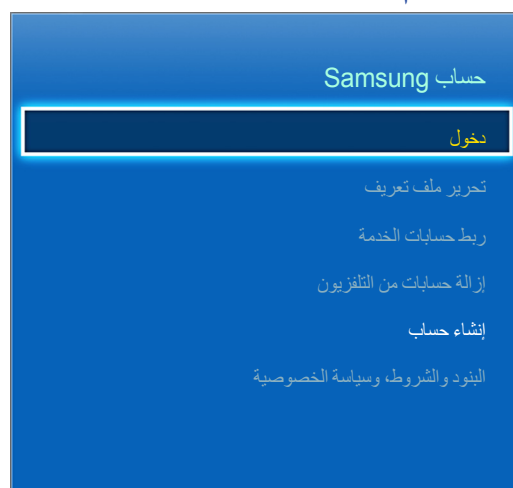 حساب Samsung
دخول
تحرير ملف تعريف
ربط حسابات الخدمة
إزالة حسابات من التلفزيون
إنشاء حساب
البنود والشروط، وسياسة الخصوصية